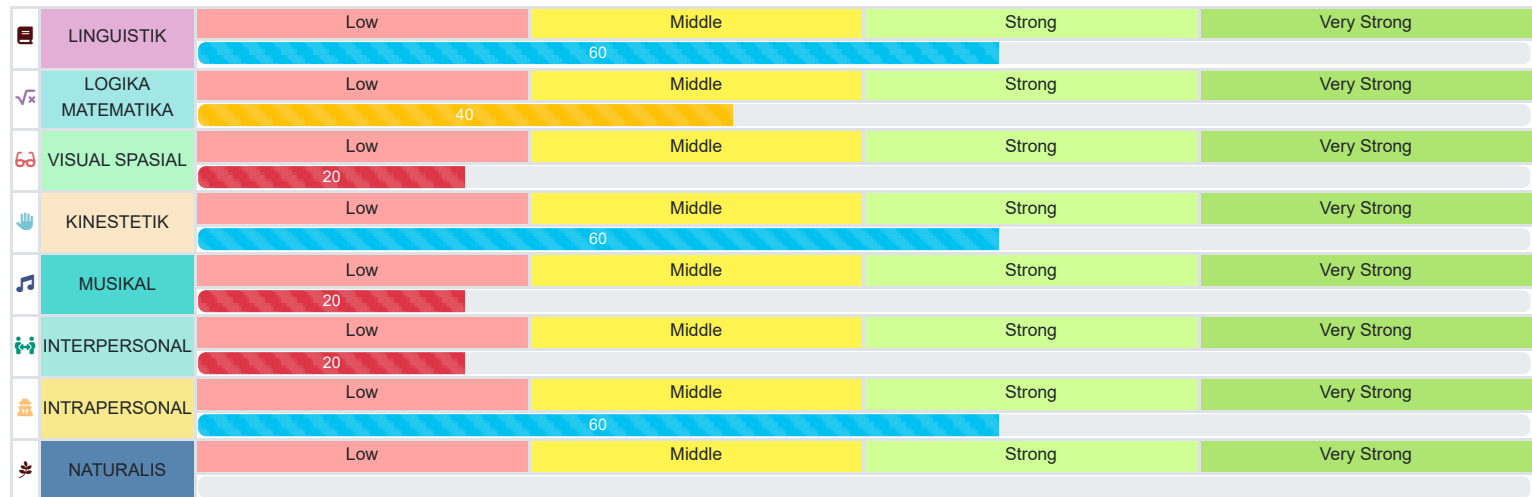 LINGUISTIK
Low Middle Strong Very Strong
60
LOGIKA
MATEMATIKA
Low Middle Strong Very Strong
40
VISUAL SPASIAL
Low Middle Strong Very Strong
20
KINESTETIK
Low Middle Strong Very Strong
60
MUSIKAL
Low Middle Strong Very Strong
20
INTERPERSONAL
Low Middle Strong Very Strong
20
INTRAPERSONAL
Low Middle Strong Very Strong
60
NATURALIS
Low Middle Strong Very Strong